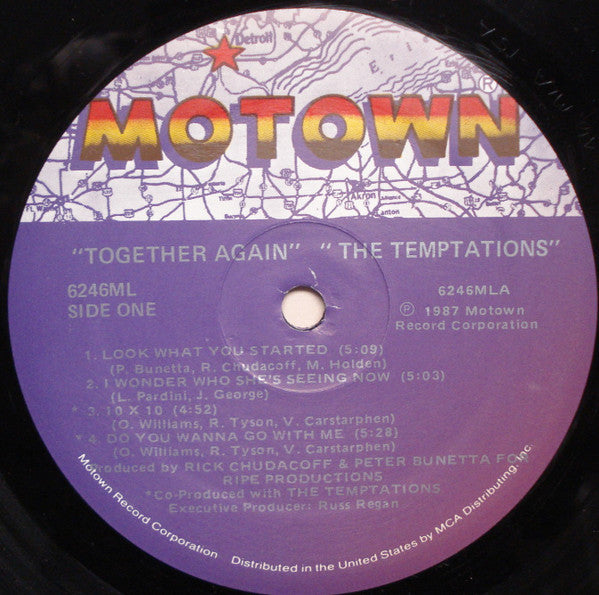 Detroit
Eri
MOTOWN®
Akron
Canton
"TOGETHER AGAIN" " THE TEMPTATIONS"
6246ML
SIDE ONE
6246MLA
℗ 1987 Motown
Record Corporation
1. LOOK WHAT YOU STARTED (5:09)
(P. Bunetta, R. Chudacoff, M. Holden)
2. I WONDER WHO SHE'S SEEING NOW (5:03)
(L. Pardini, J. George)
* 3. 10 X 10 (4:52)
(O. Williams, R. Tyson, V. Carstarphen)
* 4. DO YOU WANNA GO WITH ME (5:28)
(O. Williams, R. Tyson, V. Carstarphen)
Produced by RICK CHUDACOFF & PETER BUNETTA FOR
RIPE PRODUCTIONS
*Co-Produced with THE TEMPTATIONS
Executive Producer: Russ Regan
Motown Record Corporation Distributed in the United States by MCA Distributing Inc.